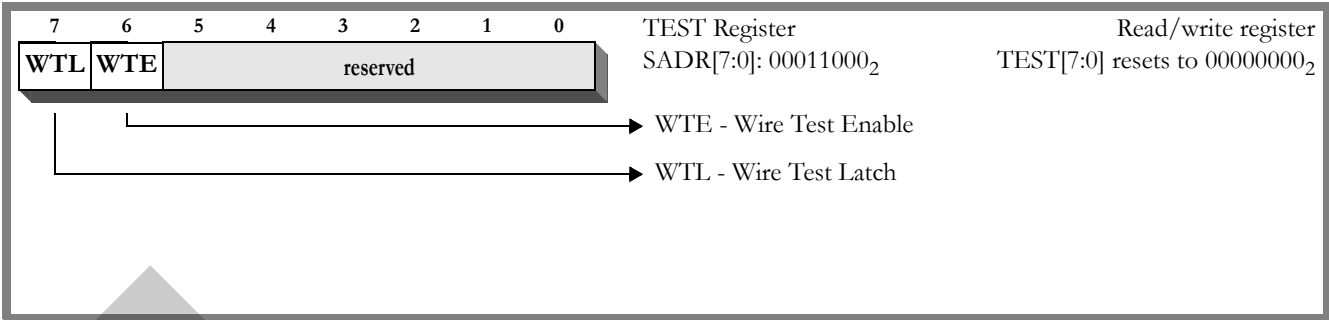 7 6 5 4 3 2 1 0
WTL WTE reserved
TEST Register
SADR[7:0]: 00011000₂
Read/write register
TEST[7:0] resets to 00000000₂
WTE - Wire Test Enable
WTL - Wire Test Latch